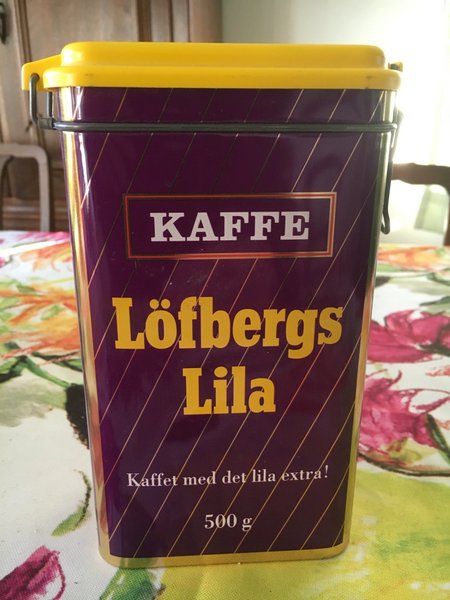 KAFFE
Löfbergs
Lila
Kaffet med det lila extra!
500 g